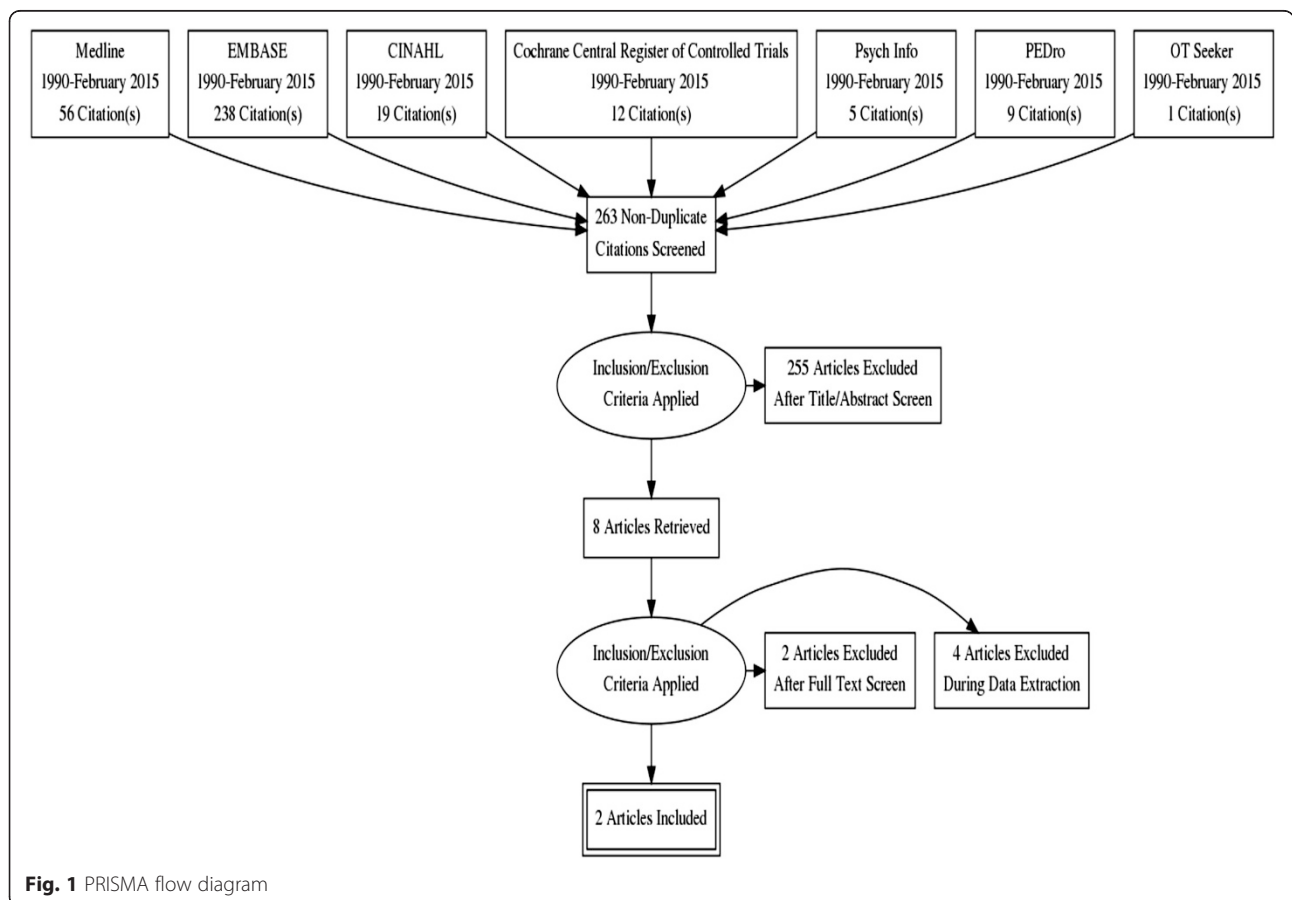 Medline
1990-February 2015
56 Citation(s)
EMBASE
1990-February 2015
238 Citation(s)
CINAHL
1990-February 2015
19 Citation(s)
Cochrane Central Register of Controlled Trials
1990-February 2015
12 Citation(s)
Psych Info
1990-February 2015
5 Citation(s)
PEDro
1990-February 2015
9 Citation(s)
OT Seeker
1990-February 2015
1 Citation(s)
263 Non-Duplicate
Citations Screened
Inclusion/Exclusion
Criteria Applied
255 Articles Excluded
After Title/Abstract Screen
8 Articles Retrieved
Inclusion/Exclusion
Criteria Applied
2 Articles Excluded
After Full Text Screen
4 Articles Excluded
During Data Extraction
2 Articles Included
Fig. 1 PRISMA flow diagram